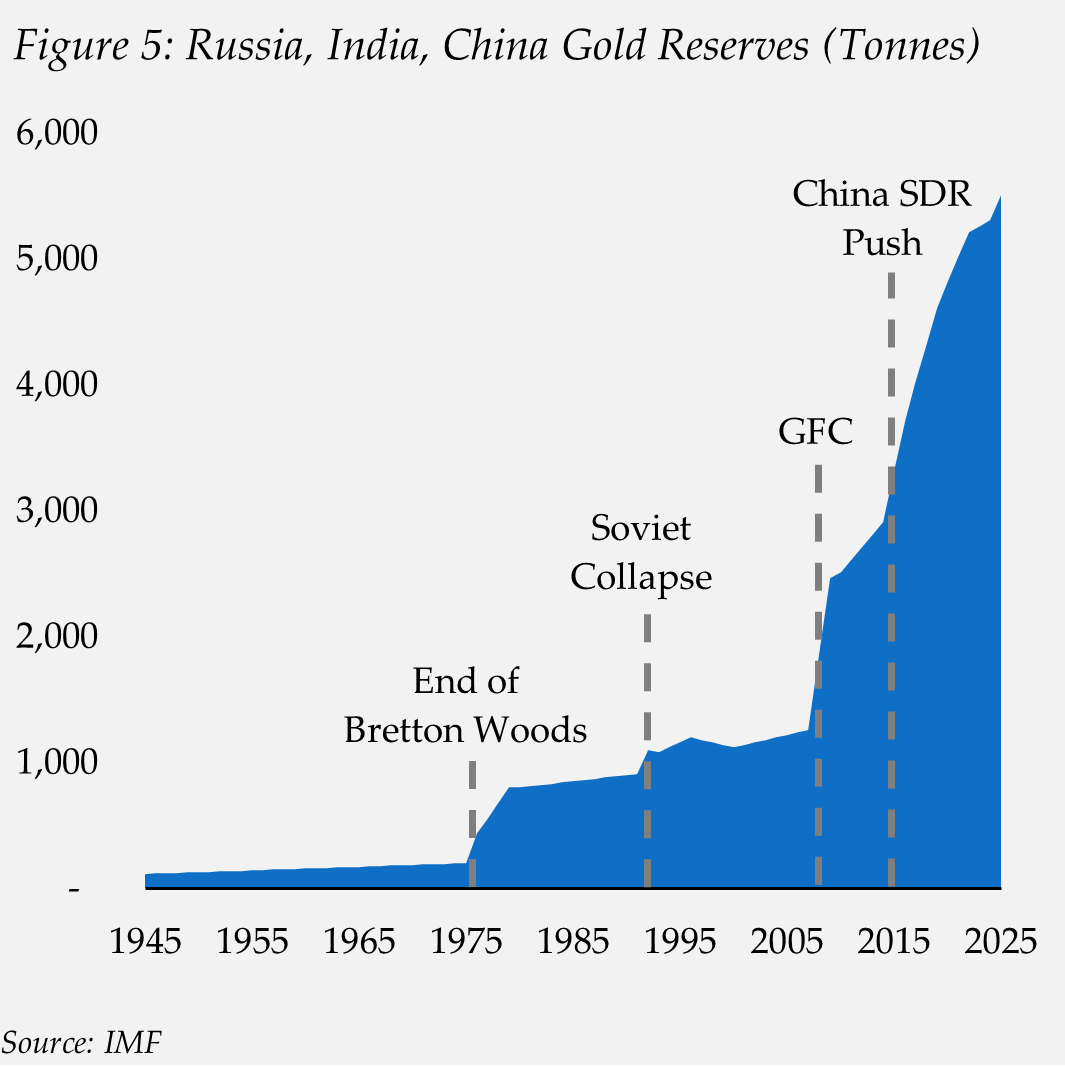 Figure 5: Russia, India, China Gold Reserves (Tonnes)
6,000
China SDR
Push
5,000
4,000
GFC
3,000
Soviet
Collapse
2,000
End of
Bretton Woods
1,000
-
1945 1955 1965 1975 1985 1995 2005 2015 2025
Source: IMF